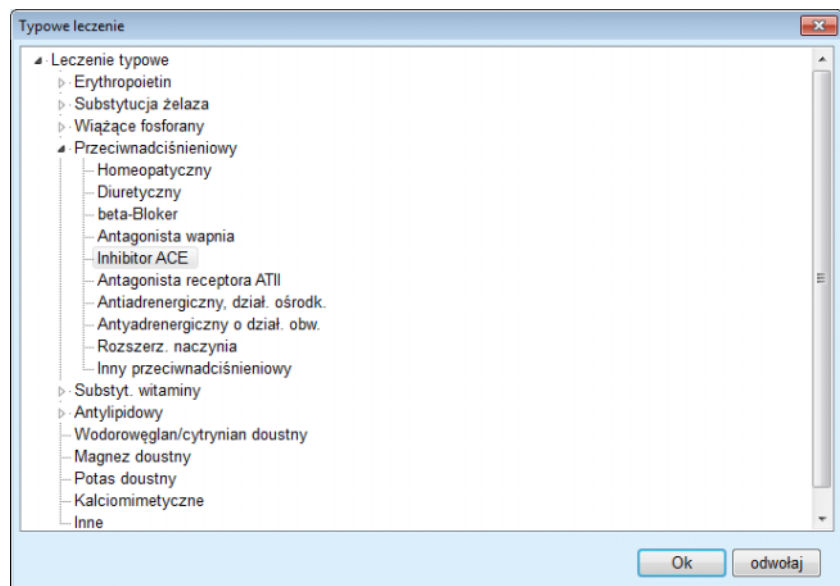 Typowe leczenie
Leczenie typowe
Erythropoietin
Substytucja żelaza
Wiążące fosforany
Przeciwnadciśnieniowy
Homeopatyczny
Diuretyczny
beta-Bloker
Antagonista wapnia
Inhibitor ACE
Antagonista receptora ATII
Antiadrenergiczny, dział. ośrodk.
Antyadrenergiczny o dział. obw.
Rozszerz. naczynia
Inny przeciwnadciśnieniowy
Substyt. witaminy
Antylipidowy
Wodorowęglan/cytrynian doustny
Magnez doustny
Potas doustny
Kalciomimetyczne
Inne
Ok odwołaj